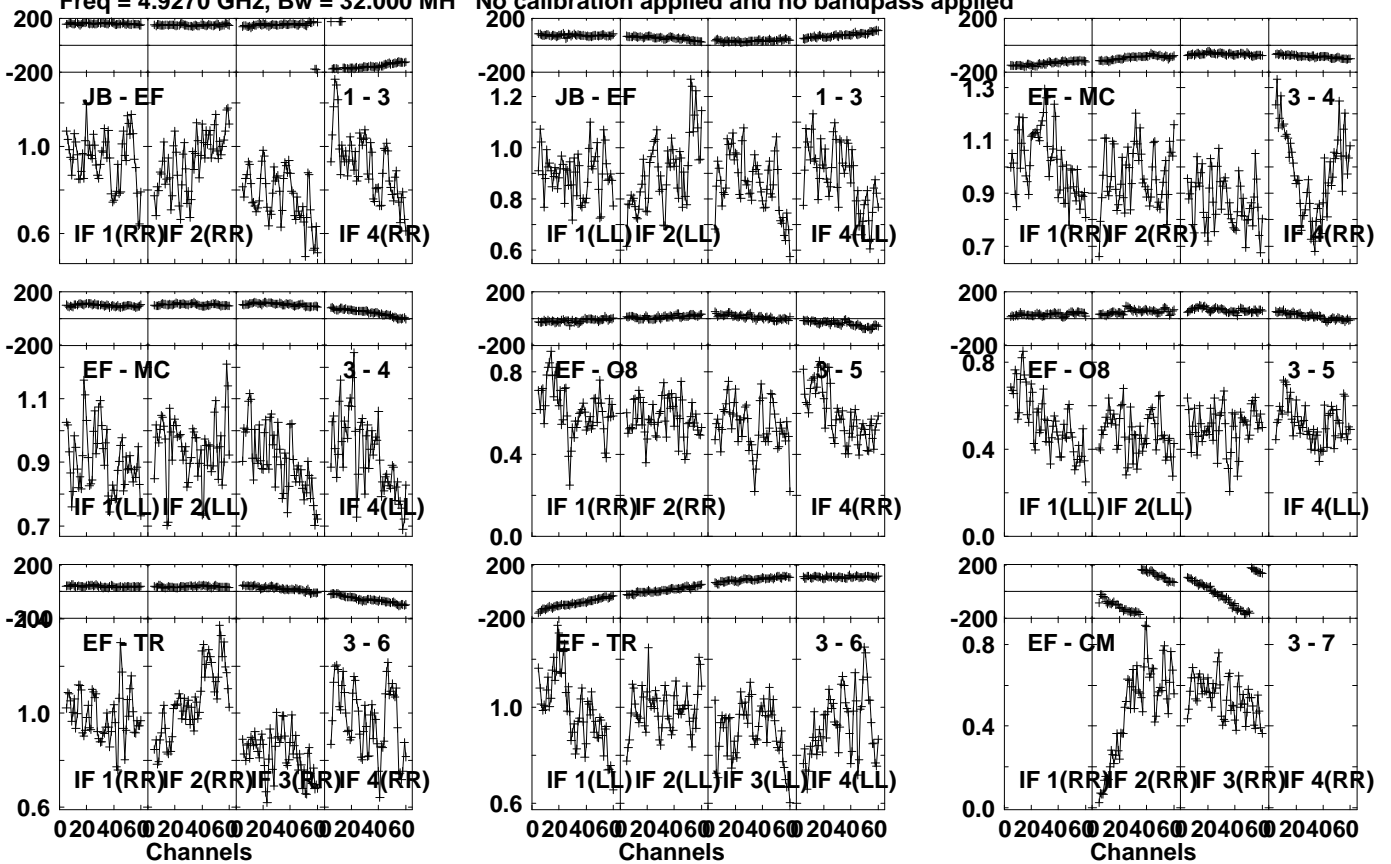 Freq = 4.9270 GHz, Bw = 32.000 MH No calibration applied and no bandpass applied
200
-200
JB - EF 1 - 3
1.0
0.6
IF 1(RR) IF 2(RR) IF 4(RR)
200
-200
JB - EF 1 - 3
1.2
1.0
0.8
0.6
IF 1(LL) IF 2(LL) IF 4(LL)
200
-200
EF - MC 3 - 4
1.3
1.1
0.9
0.7
IF 1(RR) IF 2(RR) IF 4(RR)
200
-200
EF - MC 3 - 4
1.1
0.9
0.7
IF 1(LL) IF 2(LL) IF 4(LL)
200
-200
EF - O8 3 - 5
0.8
0.4
0.0
IF 1(RR) IF 2(RR) IF 4(RR)
200
-200
EF - O8 3 - 5
0.8
0.4
0.0
IF 1(LL) IF 2(LL) IF 4(LL)
200
-200
1.4
EF - TR 3 - 6
1.0
0.6
IF 1(RR) IF 2(RR) IF 3(RR) IF 4(RR)
0 20 40 60 0 20 40 60 0 20 40 60 0 20 40 60
Channels
200
-200
EF - TR 3 - 6
1.0
0.6
IF 1(LL) IF 2(LL) IF 3(LL) IF 4(LL)
0 20 40 60 0 20 40 60 0 20 40 60 0 20 40 60
Channels
200
-200
EF - CM 3 - 7
0.8
0.4
0.0
IF 1(RR) IF 2(RR) IF 3(RR) IF 4(RR)
0 20 40 60 0 20 40 60 0 20 40 60 0 20 40 60
Channels